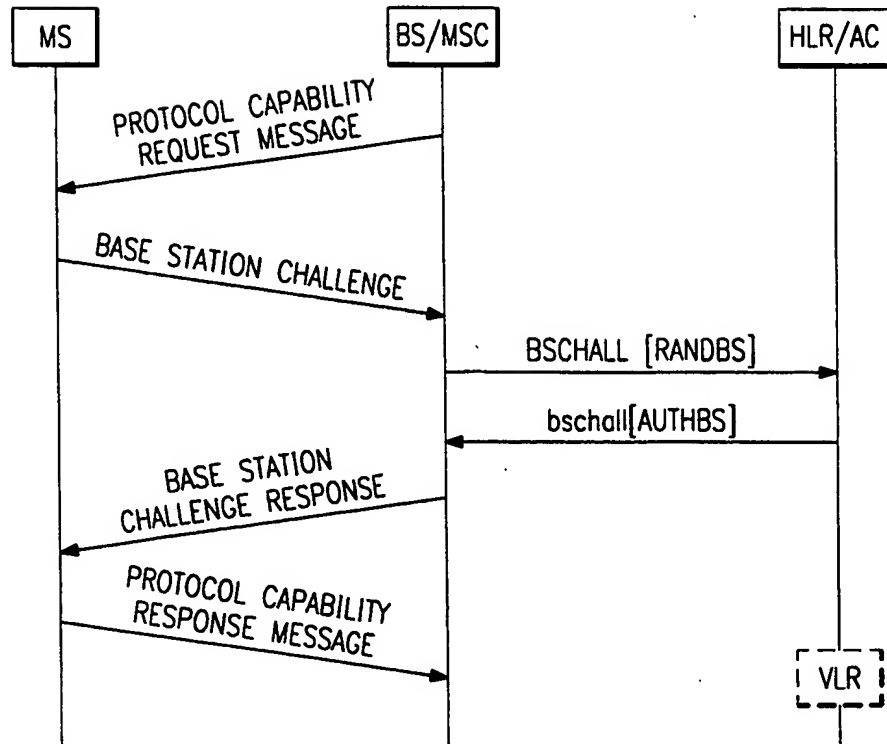 MS
BS/MSC
HLR/AC
PROTOCOL CAPABILITY
REQUEST MESSAGE
BASE STATION CHALLENGE
BSCHALL [RANDBS]
bschall[AUTHBS]
BASE STATION
CHALLENGE RESPONSE
PROTOCOL CAPABILITY
RESPONSE MESSAGE
VLR